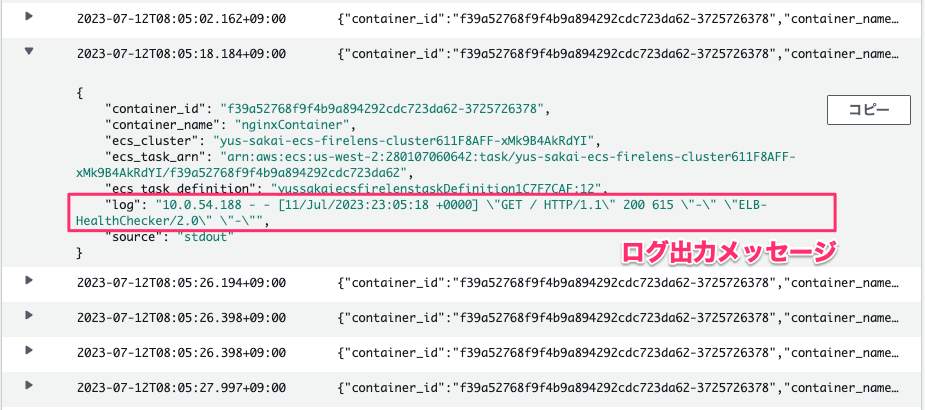 2023-07-12T08:05:02.162+09:00 {"container_id":"f39a52768f9f4b9a894292cdc723da62-3725726378","container_name…
2023-07-12T08:05:18.184+09:00 {"container_id":"f39a52768f9f4b9a894292cdc723da62-3725726378","container_name…
{
"container_id": "f39a52768f9f4b9a894292cdc723da62-3725726378",
コピー
"container_name": "nginxContainer",
"ecs_cluster": "yus-sakai-ecs-firelens-cluster611F8AFF-xMk9B4AkRdYI",
"ecs_task_arn": "arn:aws:ecs:us-west-2:280107060642:task/yus-sakai-ecs-firelens-cluster611F8AFF-
xMk9B4AkRdYI/f39a52768f9f4b9a894292cdc723da62",
"ecs_task_definition": "yussakaiecsfirelenstaskDefinition1C7F7CAF:12",
"log": "10.0.54.188 - - [11/Jul/2023:23:05:18 +0000] \"GET / HTTP/1.1\" 200 615 \"-\" \"ELB-
HealthChecker/2.0\" \"-\"",
"source": "stdout"
}
ログ出力メッセージ
2023-07-12T08:05:26.194+09:00 {"container_id":"f39a52768f9f4b9a894292cdc723da62-3725726378","container_name…
2023-07-12T08:05:26.398+09:00 {"container_id":"f39a52768f9f4b9a894292cdc723da62-3725726378","container_name…
2023-07-12T08:05:26.398+09:00 {"container_id":"f39a52768f9f4b9a894292cdc723da62-3725726378","container_name…
2023-07-12T08:05:27.997+09:00 {"container_id":"f39a52768f9f4b9a894292cdc723da62-3725726378","container_name…